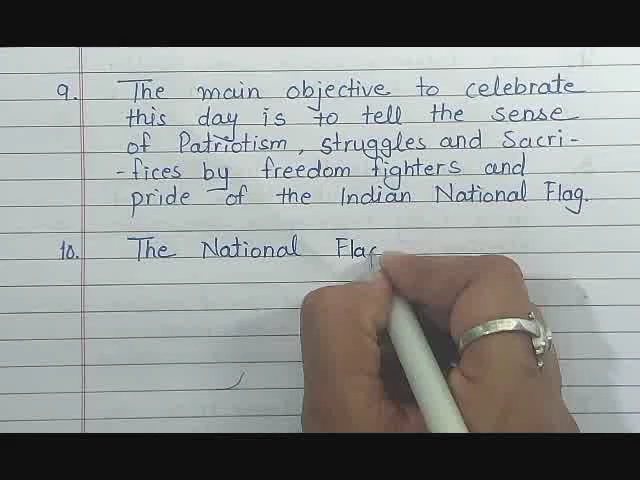 9. The main objective to celebrate
this day is to tell the sense
of Patriotism, struggles and Sacri-
-fices by freedom fighters and
pride of the Indian National Flag.
10. The National Flag